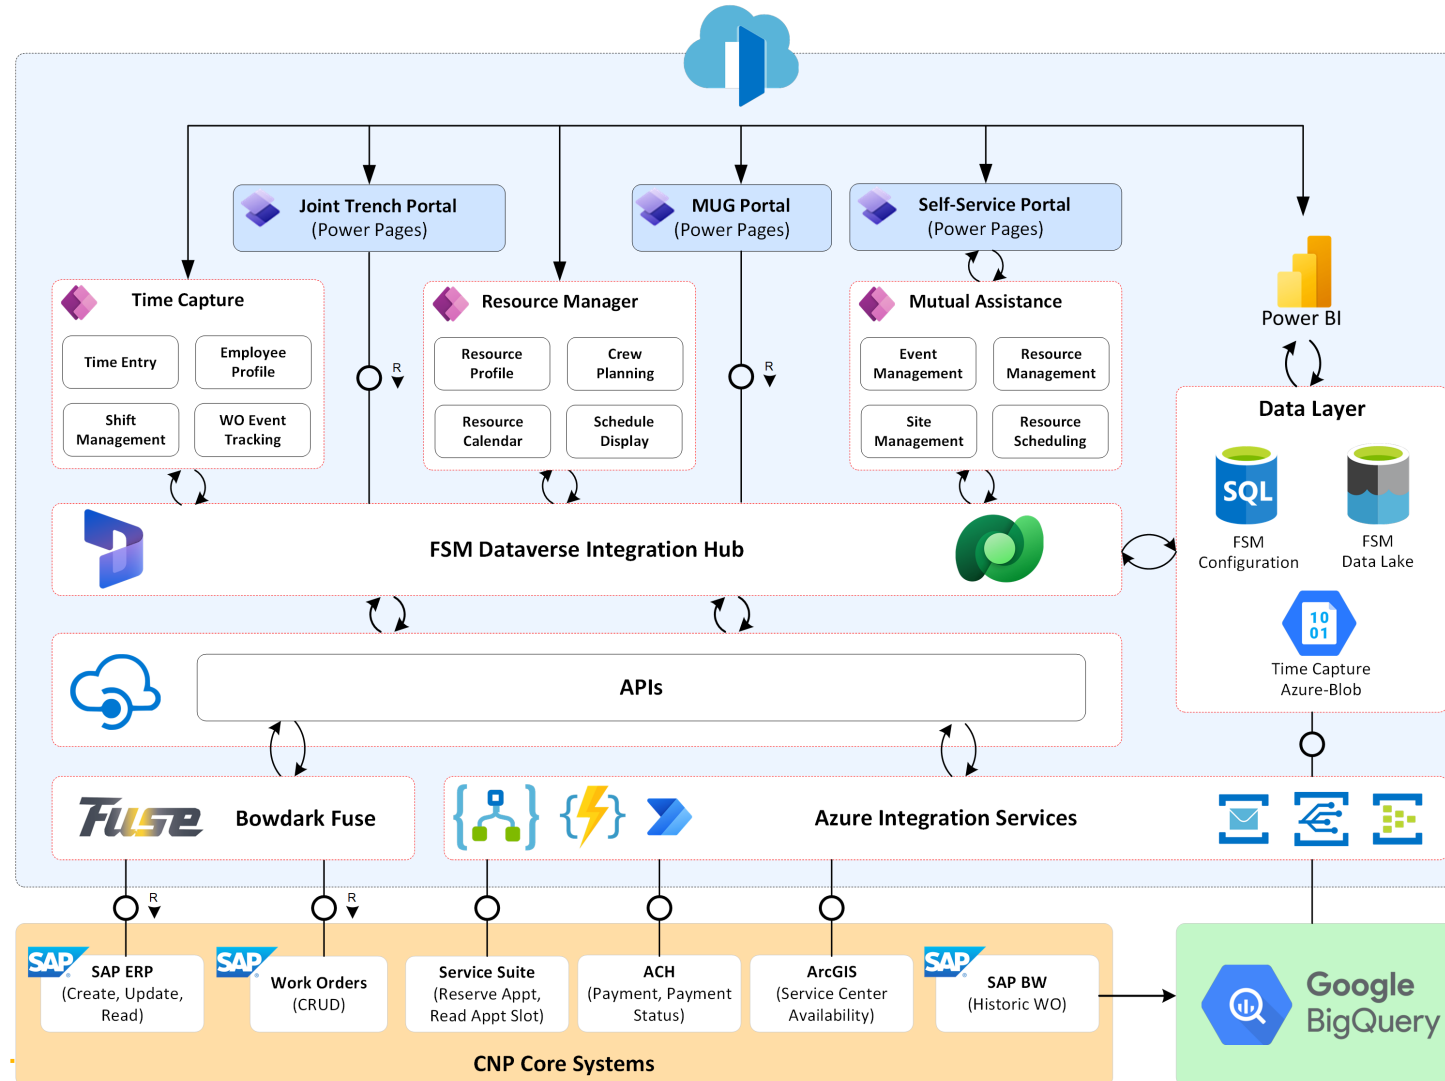 Joint Trench Portal
(Power Pages)
MUG Portal
(Power Pages)
Self-Service Portal
(Power Pages)
Time Capture
Time Entry
Employee
Profile
Shift
Management
WO Event
Tracking
Resource Manager
Resource
Profile
Crew
Planning
Resource
Calendar
Schedule
Display
Mutual Assistance
Event
Management
Resource
Management
Site
Management
Resource
Scheduling
Power BI
R
R
Data Layer
SQL
FSM
Configuration
FSM
Data Lake
10
01
Time Capture
Azure-Blob
FSM Dataverse Integration Hub
APIs
Fuse
Bowdark Fuse
Azure Integration Services
R
R
SAP
SAP ERP
(Create, Update,
Read)
SAP
Work Orders
(CRUD)
Service Suite
(Reserve Appt,
Read Appt Slot)
ACH
(Payment, Payment
Status)
ArcGIS
(Service Center
Availability)
SAP
SAP BW
(Historic WO)
CNP Core Systems
Google
BigQuery